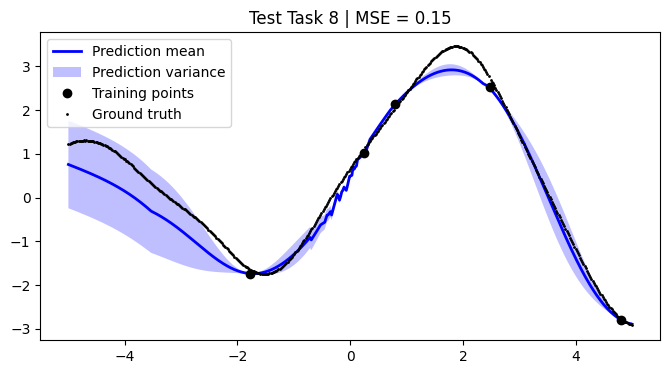 Test Task 8 | MSE = 0.15
Prediction mean
Prediction variance
Training points
Ground truth
3
2
1
0
−1
−2
−3
−4
−2
0
2
4